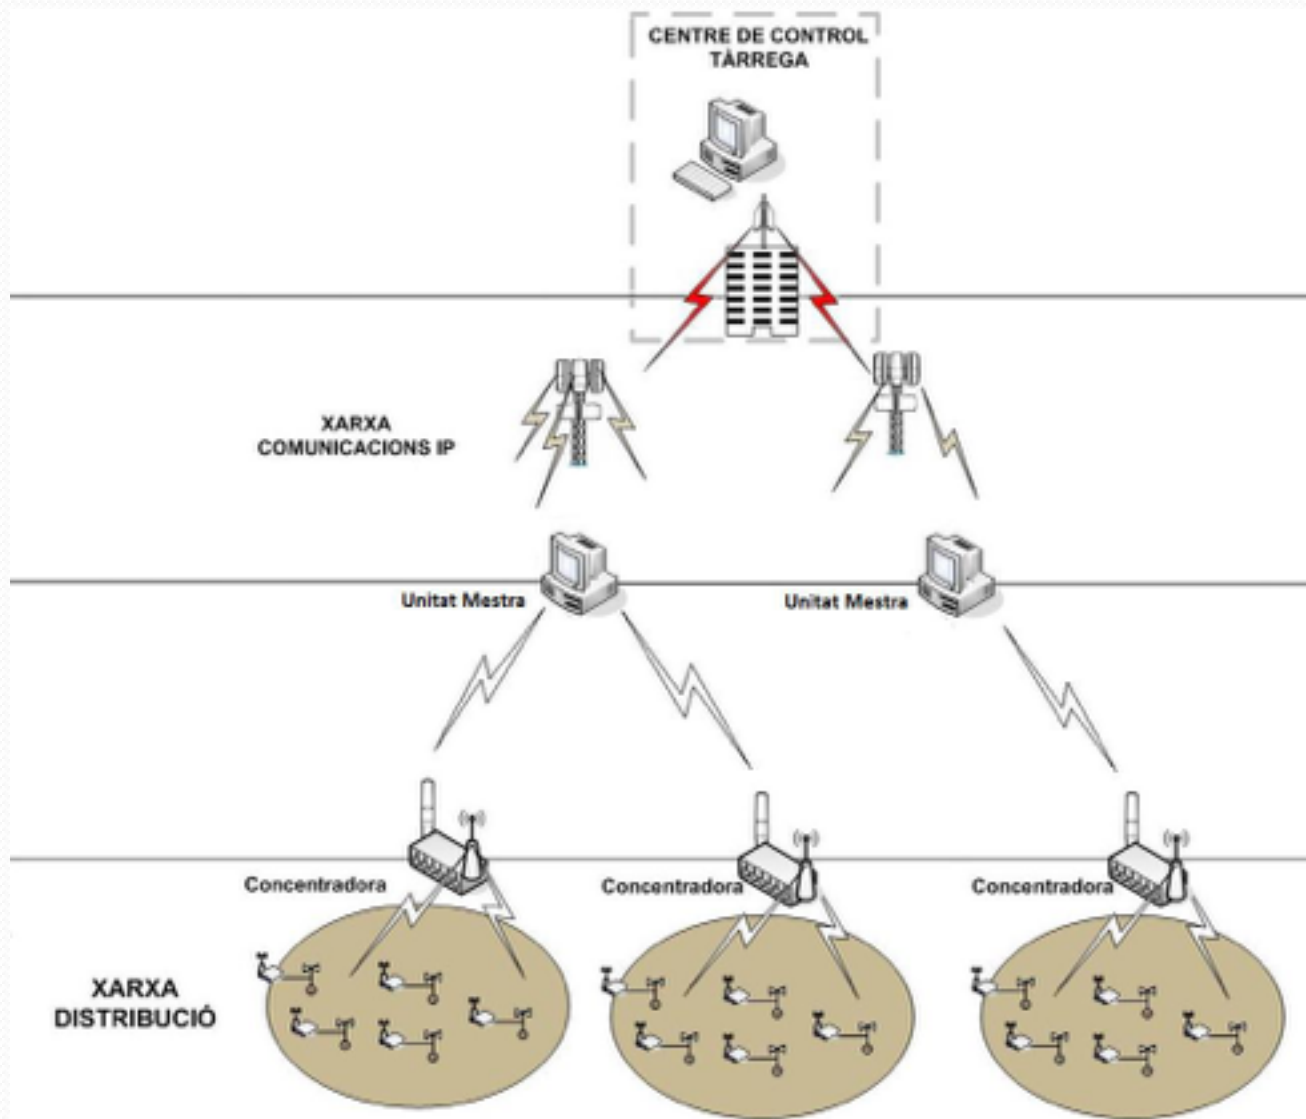 CENTRE DE CONTROL
TÀRREGA
XARXA
COMUNICACIONS IP
Unitat Mestra
Unitat Mestra
Concentradora
Concentradora
Concentradora
XARXA
DISTRIBUCIÓ